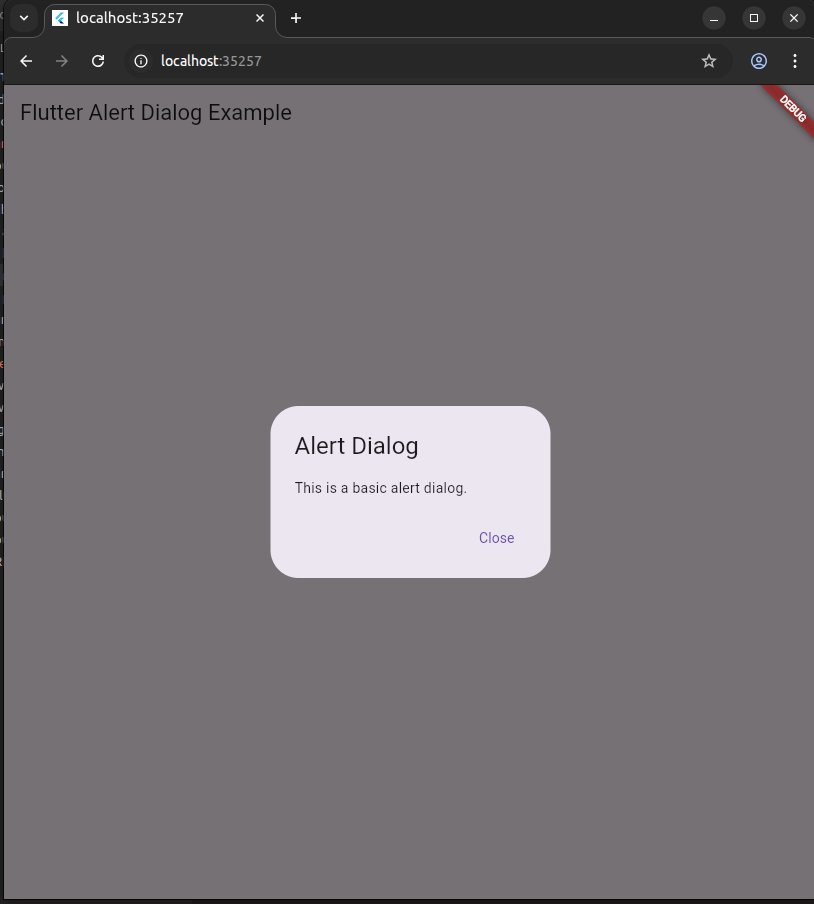 localhost:35257
localhost:35257
Flutter Alert Dialog Example
DEBUG
Alert Dialog
This is a basic alert dialog.
Close